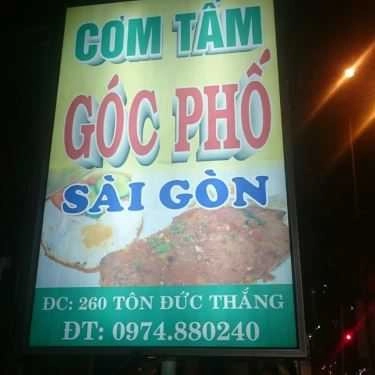 CƠM TẤM
GÓC PHỐ
SÀI GÒN
ĐC: 260 TÔN ĐỨC THẮNG
ĐT: 0974.880240